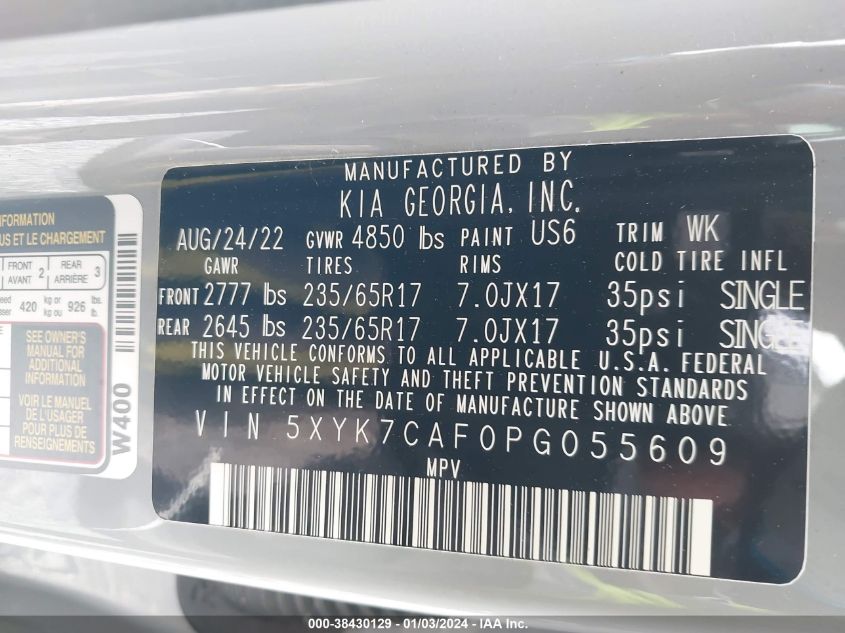 INFORMATION
US ET LE CHARGEMENT
FRONT AVANT 2 REAR ARRIÈRE 3
420 kg or ou 926 lbs. lb.
SEE OWNER'S
MANUAL FOR
ADDITIONAL
INFORMATION
VOIR LE MANUEL
DE L'USAGER
POUR PLUS DE
RENSEIGNEMENTS
W400
MANUFACTURED BY
KIA GEORGIA, INC.
AUG/24/22 GVWR 4850 lbs PAINT US6 TRIM WK
GAWR TIRES RIMS COLD TIRE INFL
FRONT 2777 lbs 235/65R17 7.0JX17 35psi SINGLE
REAR 2645 lbs 235/65R17 7.0JX17 35psi SINGLE
THIS VEHICLE CONFORMS TO ALL APPLICABLE U.S.A. FEDERAL
MOTOR VEHICLE SAFETY AND THEFT PREVENTION STANDARDS
IN EFFECT ON THE DATE OF MANUFACTURE SHOWN ABOVE
VIN 5XYK7CAF0PG055609
MPV
000-38430129 - 01/03/2024 - IAA Inc.